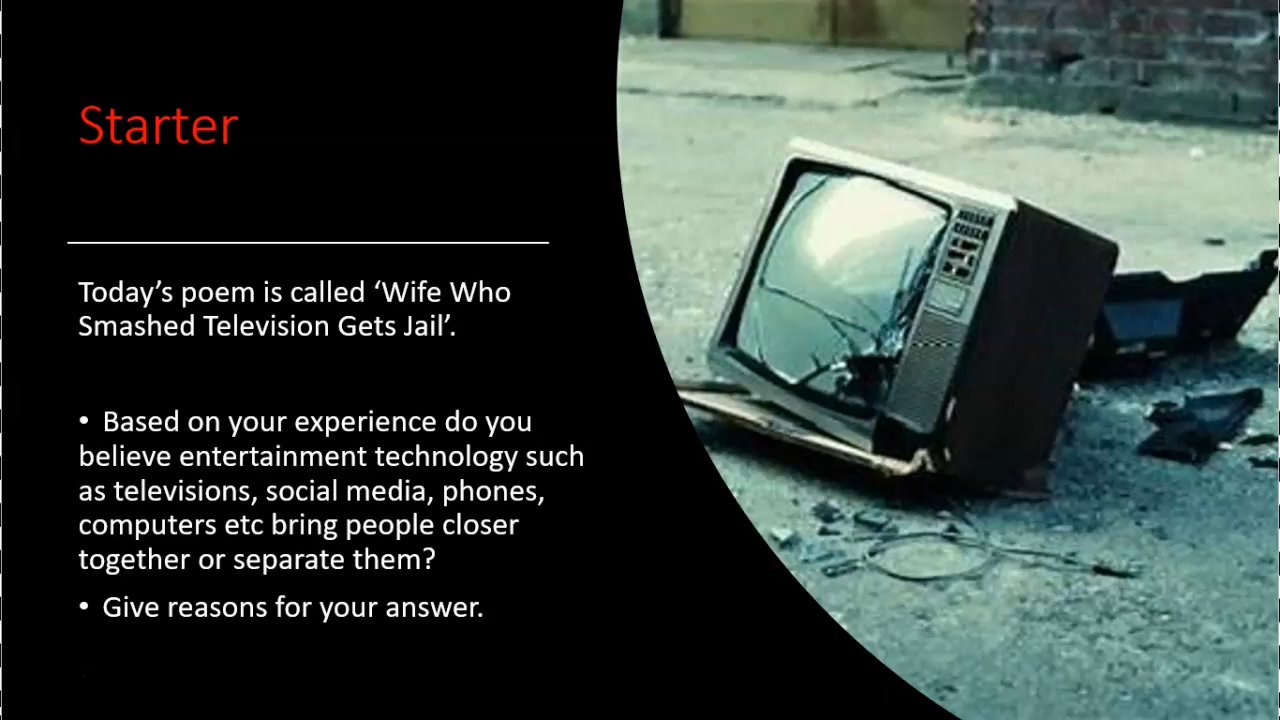 Starter
Today’s poem is called ‘Wife Who
Smashed Television Gets Jail’.
• Based on your experience do you
believe entertainment technology such
as televisions, social media, phones,
computers etc bring people closer
together or separate them?
• Give reasons for your answer.